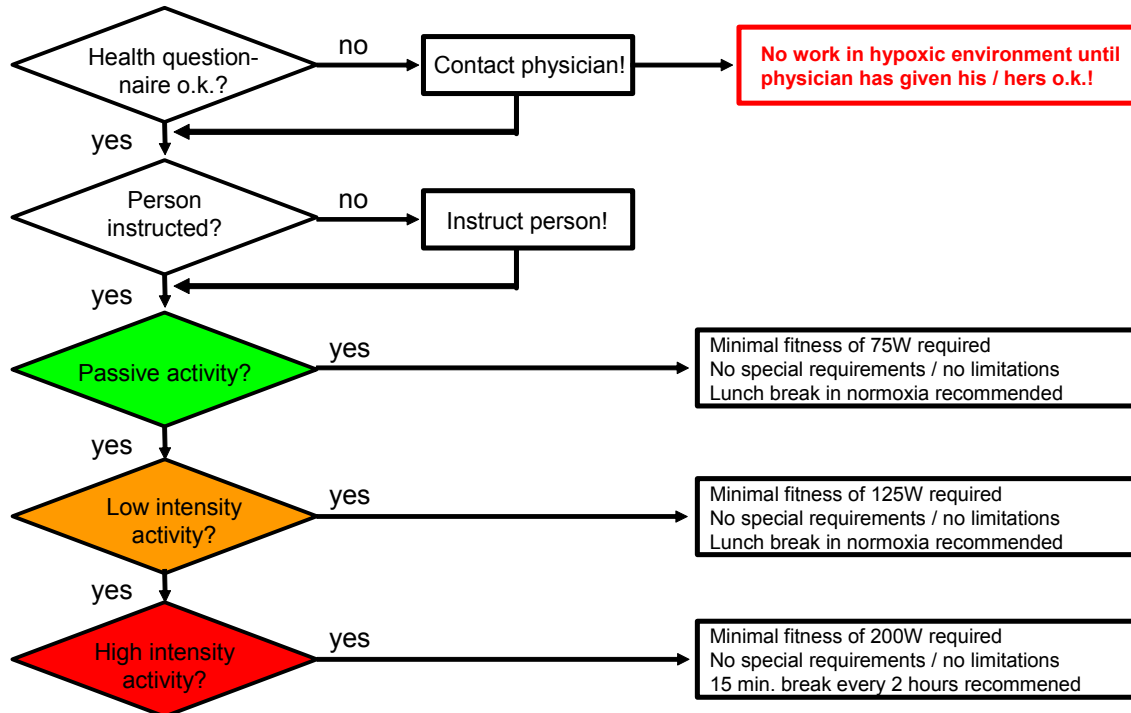 Health question-
naire o.k.?
no
Contact physician!
No work in hypoxic environment until
physician has given his / hers o.k.!
yes
Person
instructed?
no
Instruct person!
yes
Passive activity?
yes
Minimal fitness of 75W required
No special requirements / no limitations
Lunch break in normoxia recommended
yes
Low intensity
activity?
yes
Minimal fitness of 125W required
No special requirements / no limitations
Lunch break in normoxia recommended
yes
High intensity
activity?
yes
Minimal fitness of 200W required
No special requirements / no limitations
15 min. break every 2 hours recommened